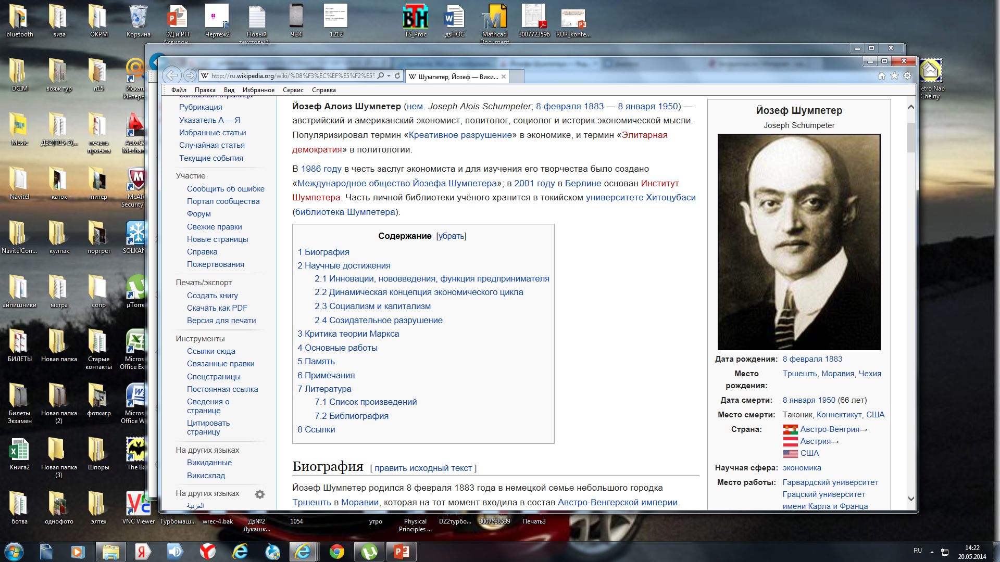 bluetooth
виза
ОКРМ
Корзина
ЭД и РП
Аквилон...
Чертеж2
Новый
текстовый
9.34
1212
TS_Proc
дзНОС
Mathcad
Document
3007723596
RUR_konfe...
DCIM
вояж тур
п15
Искать
Интерн
Metro Nab
Chelny
Music
ДЗ2(П15-2(...
печать
проекта
AutoCA
Mechan
Navitel
каток
питер
McAfe
Security
NavitelCon...
кулпак
портрет
SOLKAN
айпишники
метра
сопр
µTorre
БИЛЕТЫ
Новая папка
Старые
контакты
Micros
Office Ex
Билеты
Экзамен
Новая папка
(2)
фоткигр
Micros
Office W
Книга2
Новая папка
(3)
Шпоры
The Ba
ботва
однофото
элтех
VNC Viewer
Турбомаш...
wrec-4.bak
Дз№2
Лукашк...
1054
утро
Physical
Principles ...
DZ2турбо...
3007638539
Печать3
http://ru.wikipedia.org/wiki/%D8%F3%EC%EF%E5%F2%E5%
Шумпетер, Йозеф — Вики...
Файл Правка Вид Избранное Сервис Справка
Заглавная страница
Рубрикация
Указатель А — Я
Избранные статьи
Случайная статья
Текущие события
Участие
Сообщить об ошибке
Портал сообщества
Форум
Свежие правки
Новые страницы
Справка
Пожертвования
Печать/экспорт
Создать книгу
Скачать как PDF
Версия для печати
Инструменты
Ссылки сюда
Связанные правки
Спецстраницы
Постоянная ссылка
Сведения о
странице
Цитировать
страницу
На других языках
Викиданные
Викисклад
На других языках
العربية
Йозеф Алоиз Шумпетер (нем. Joseph Alois Schumpeter; 8 февраля 1883 — 8 января 1950) —
австрийский и американский экономист, политолог, социолог и историк экономической мысли.
Популяризировал термин «Креативное разрушение» в экономике, и термин «Элитарная
демократия» в политологии.
В 1986 году в честь заслуг экономиста и для изучения его творчества было создано
«Международное общество Йозефа Шумпетера»; в 2001 году в Берлине основан Институт
Шумпетера. Часть личной библиотеки учёного хранится в токийском университете Хитоцубаси
(библиотека Шумпетера).
Содержание [убрать]
1 Биография
2 Научные достижения
2.1 Инновации, нововведения, функция предпринимателя
2.2 Динамическая концепция экономического цикла
2.3 Социализм и капитализм
2.4 Созидательное разрушение
3 Критика теории Маркса
4 Основные работы
5 Память
6 Примечания
7 Литература
7.1 Список произведений
7.2 Библиография
8 Ссылки
Биография [ править исходный текст ]
Йозеф Шумпетер родился 8 февраля 1883 года в немецкой семье небольшого городка
Тршешть в Моравии, которая на тот момент входила в состав Австро-Венгерской империи.
Йозеф Шумпетер
Joseph Schumpeter
Дата рождения: 8 февраля 1883
Место рождения: Тршешть, Моравия, Чехия
Дата смерти: 8 января 1950 (66 лет)
Место смерти: Таконик, Коннектикут, США
Страна: Австро-Венгрия→
Австрия→
США
Научная сфера: экономика
Место работы: Гарвардский университет
Грацский университет
имени Карла и Франца
RU
14:22
20.05.2014